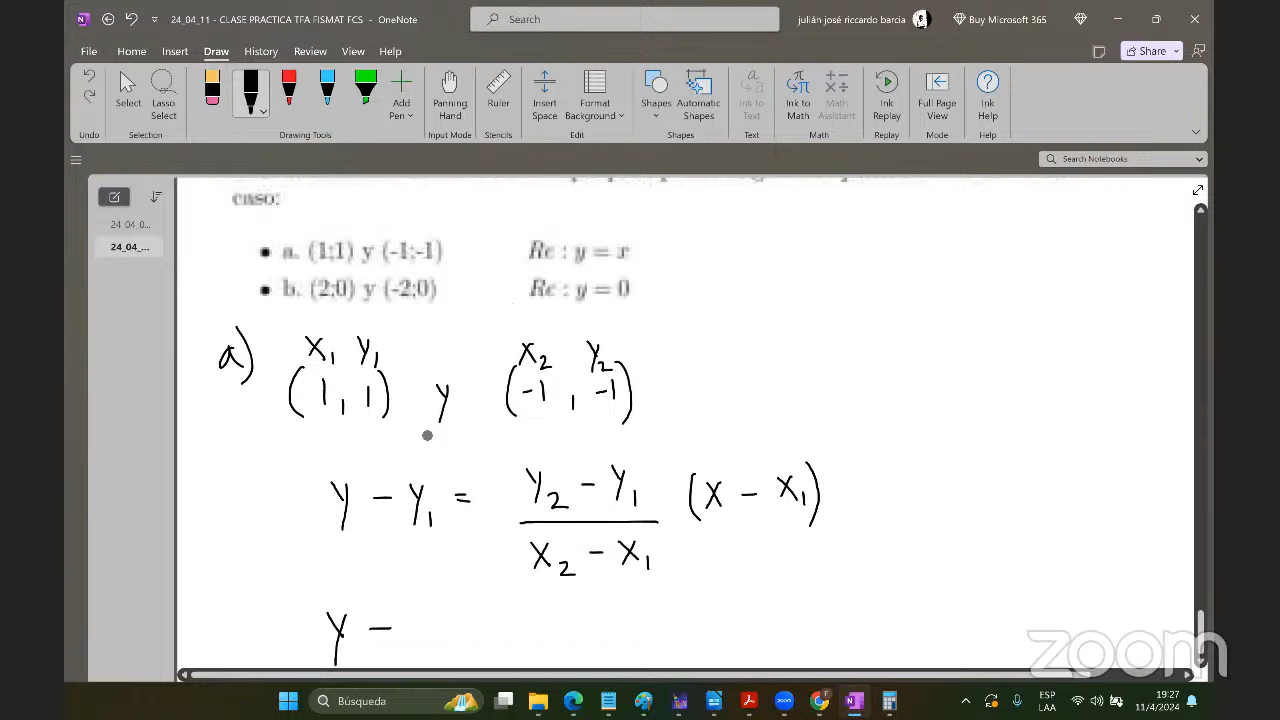 24_04_11 - CLASE PRACTICA TFA FISMAT FCS - OneNote
Search
julián josé riccardo barcia
Buy Microsoft 365
File Home Insert Draw History Review View Help
Share
Select
Lasso Select
Add Pen
Panning Hand
Ruler
Insert Space
Format Background
Shapes
Automatic Shapes
Ink to Text
Ink to Math
Math Assistant
Ink Replay
Full Page View
Ink Help
Undo Selection Drawing Tools Input Mode Stencils Edit Shapes Text Math Replay Mode Help
Search Notebooks
24_04_0...
24_04_...
caso:
• a. (1;1) y (-1;-1) Re : y = x
• b. (2;0) y (-2;0) Re : y = 0
a) x₁ y₁ x₂ y₂
(1, 1) y (-1, -1)
y - y₁ = y₂ - y₁ (x - x₁)
x₂ - x₁
y -
zoom
Búsqueda
ESP
LAA
19:27
11/4/2024